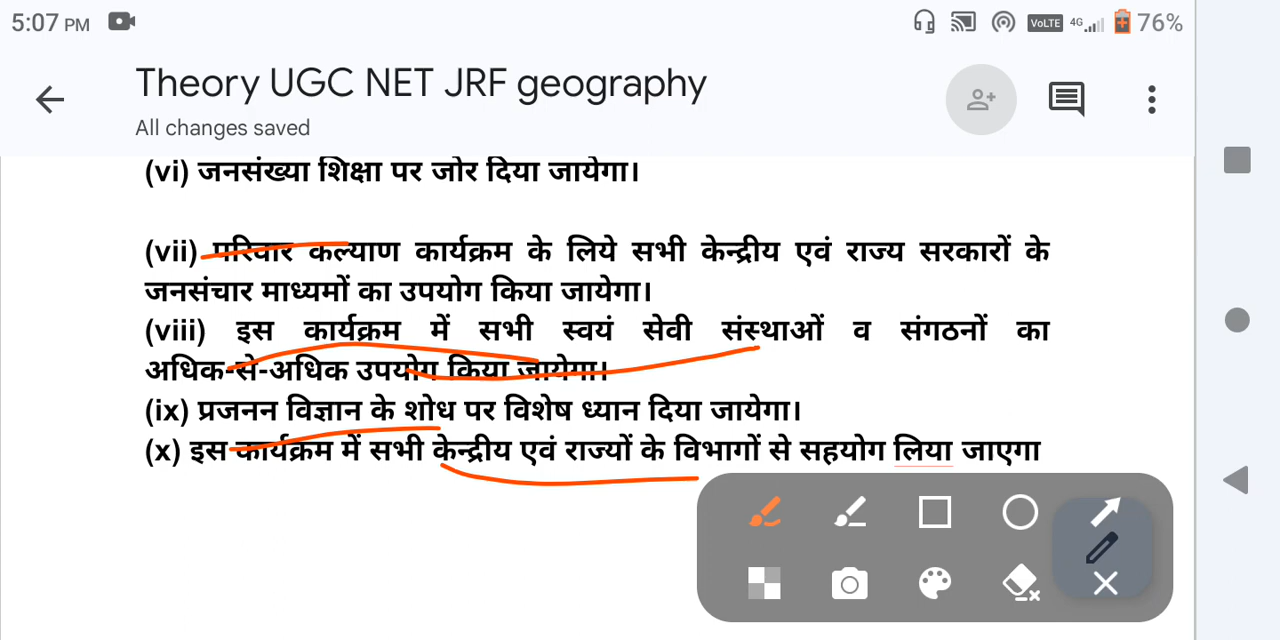 5:07 PM VoLTE 4G 76%
Theory UGC NET JRF geography
All changes saved
(vi) जनसंख्या शिक्षा पर जोर दिया जायेगा।
(vii) परिवार कल्याण कार्यक्रम के लिये सभी केन्द्रीय एवं राज्य सरकारों के
जनसंचार माध्यमों का उपयोग किया जायेगा।
(viii) इस कार्यक्रम में सभी स्वयं सेवी संस्थाओं व संगठनों का
अधिक-से-अधिक उपयोग किया जायेगा।
(ix) प्रजनन विज्ञान के शोध पर विशेष ध्यान दिया जायेगा।
(x) इस कार्यक्रम में सभी केन्द्रीय एवं राज्यों के विभागों से सहयोग लिया जाएगा